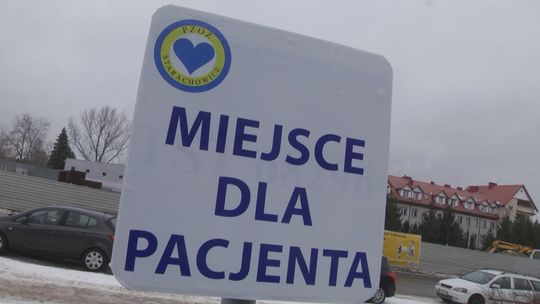 PZOZ
STARACHOWICE
MIEJSCE
DLA
PACJENTA